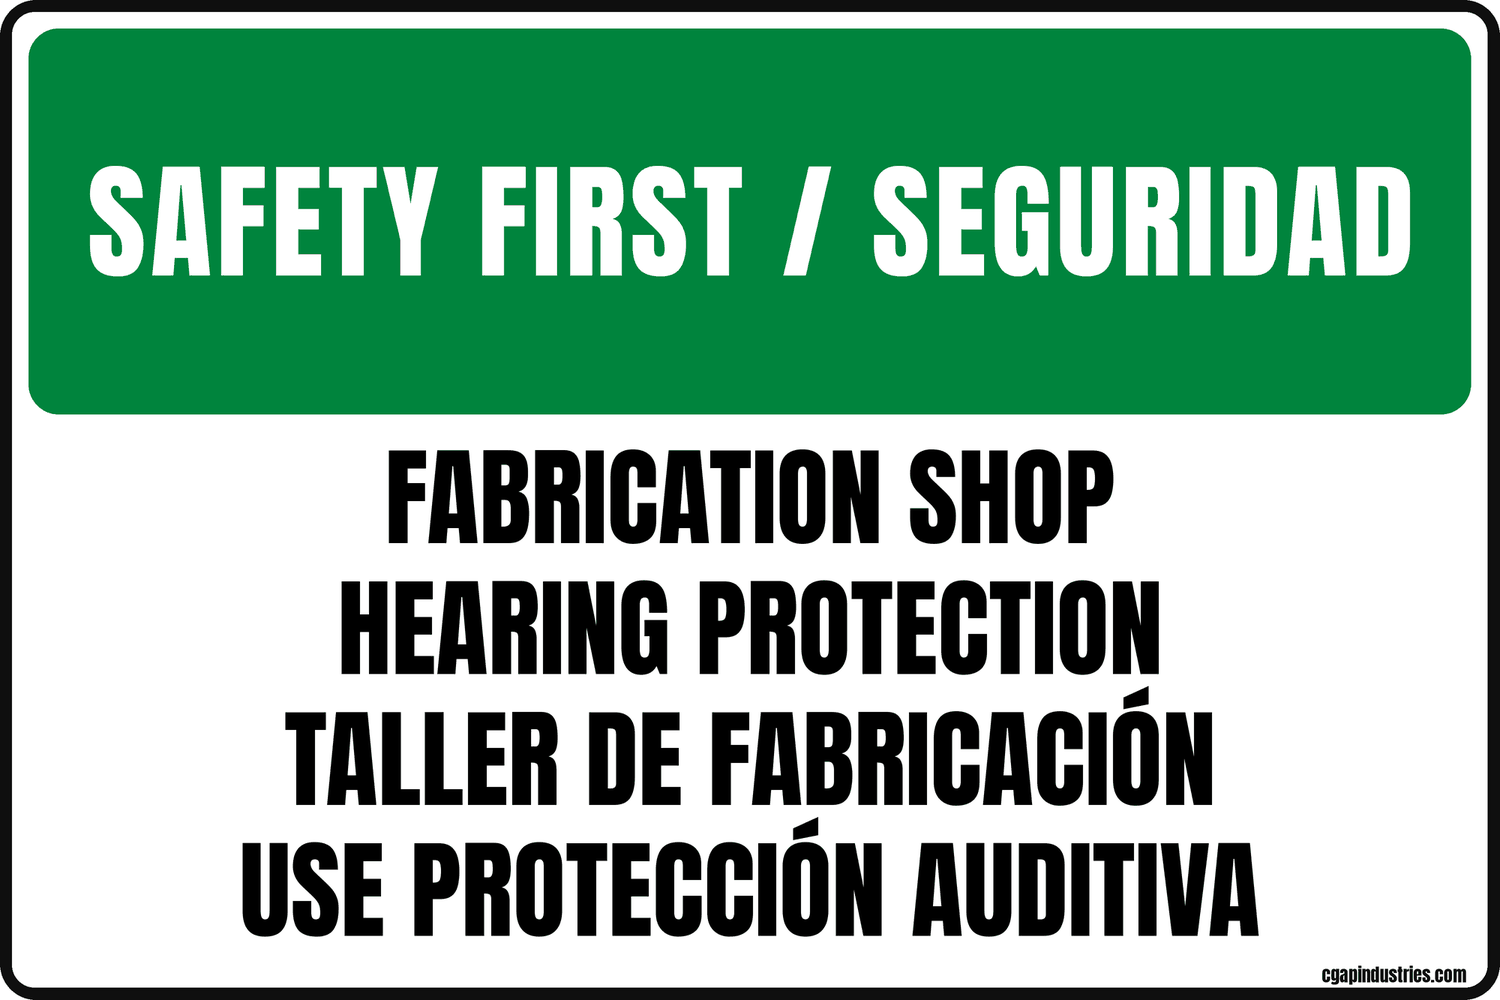 SAFETY FIRST / SEGURIDAD
FABRICATION SHOP
HEARING PROTECTION
TALLER DE FABRICACIÓN
USE PROTECCIÓN AUDITIVA
cgapindustries.com